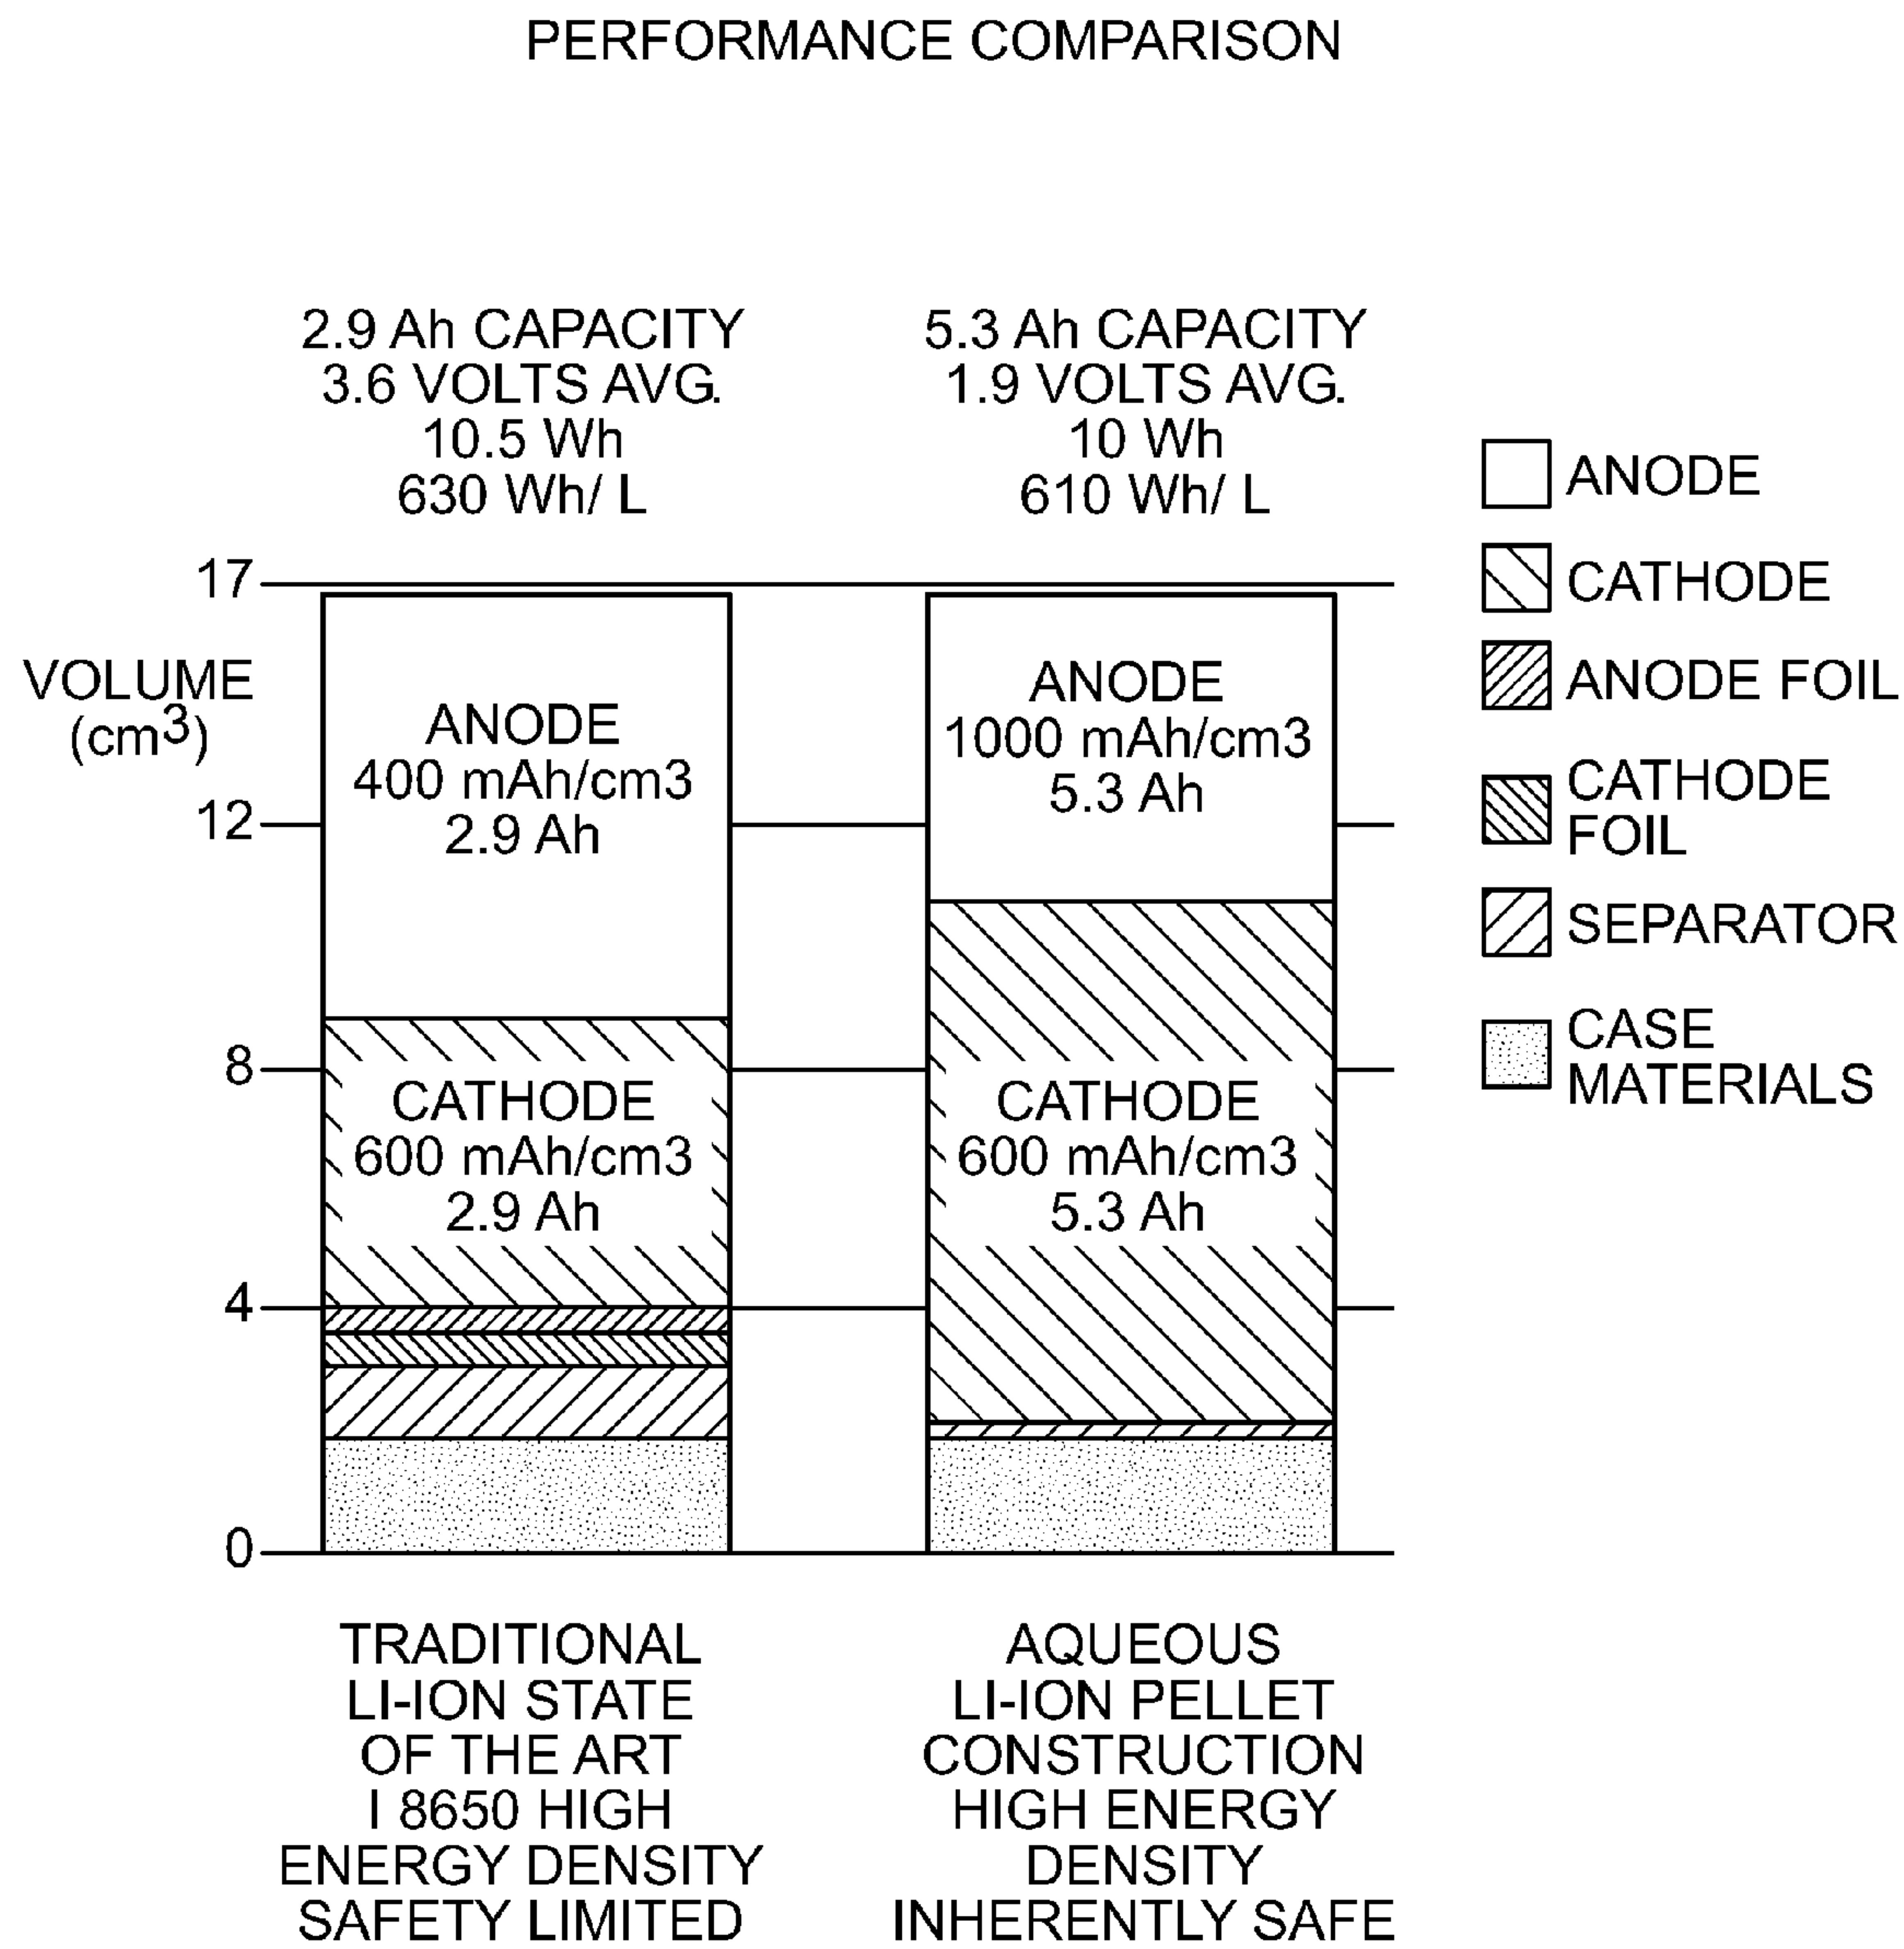 PERFORMANCE COMPARISON
2.9 Ah CAPACITY
3.6 VOLTS AVG.
10.5 Wh
630 Wh/ L
5.3 Ah CAPACITY
1.9 VOLTS AVG.
10 Wh
610 Wh/ L
17
VOLUME
(cm3)
12
8
4
0
ANODE
400 mAh/cm3
2.9 Ah
CATHODE
600 mAh/cm3
2.9 Ah
ANODE
1000 mAh/cm3
5.3 Ah
CATHODE
600 mAh/cm3
5.3 Ah
ANODE
CATHODE
ANODE FOIL
CATHODE
FOIL
SEPARATOR
CASE
MATERIALS
TRADITIONAL
LI-ION STATE
OF THE ART
I 8650 HIGH
ENERGY DENSITY
SAFETY LIMITED
AQUEOUS
LI-ION PELLET
CONSTRUCTION
HIGH ENERGY
DENSITY
INHERENTLY SAFE